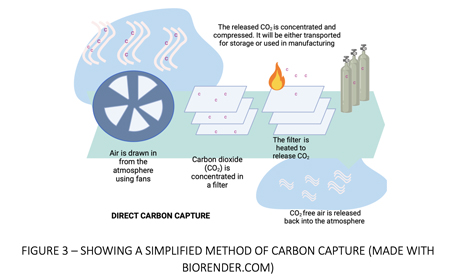 The released CO₂ is concentrated and
compressed. It will be either transported
for storage or used in manufacturing
Air is drawn in
from the
atmosphere
using fans
Carbon dioxide
(CO₂) is
concentrated in
a filter
The filter is
heated to
release CO₂
CO₂ free air is released
back into the atmosphere
DIRECT CARBON CAPTURE
FIGURE 3 – SHOWING A SIMPLIFIED METHOD OF CARBON CAPTURE (MADE WITH
BIORENDER.COM)